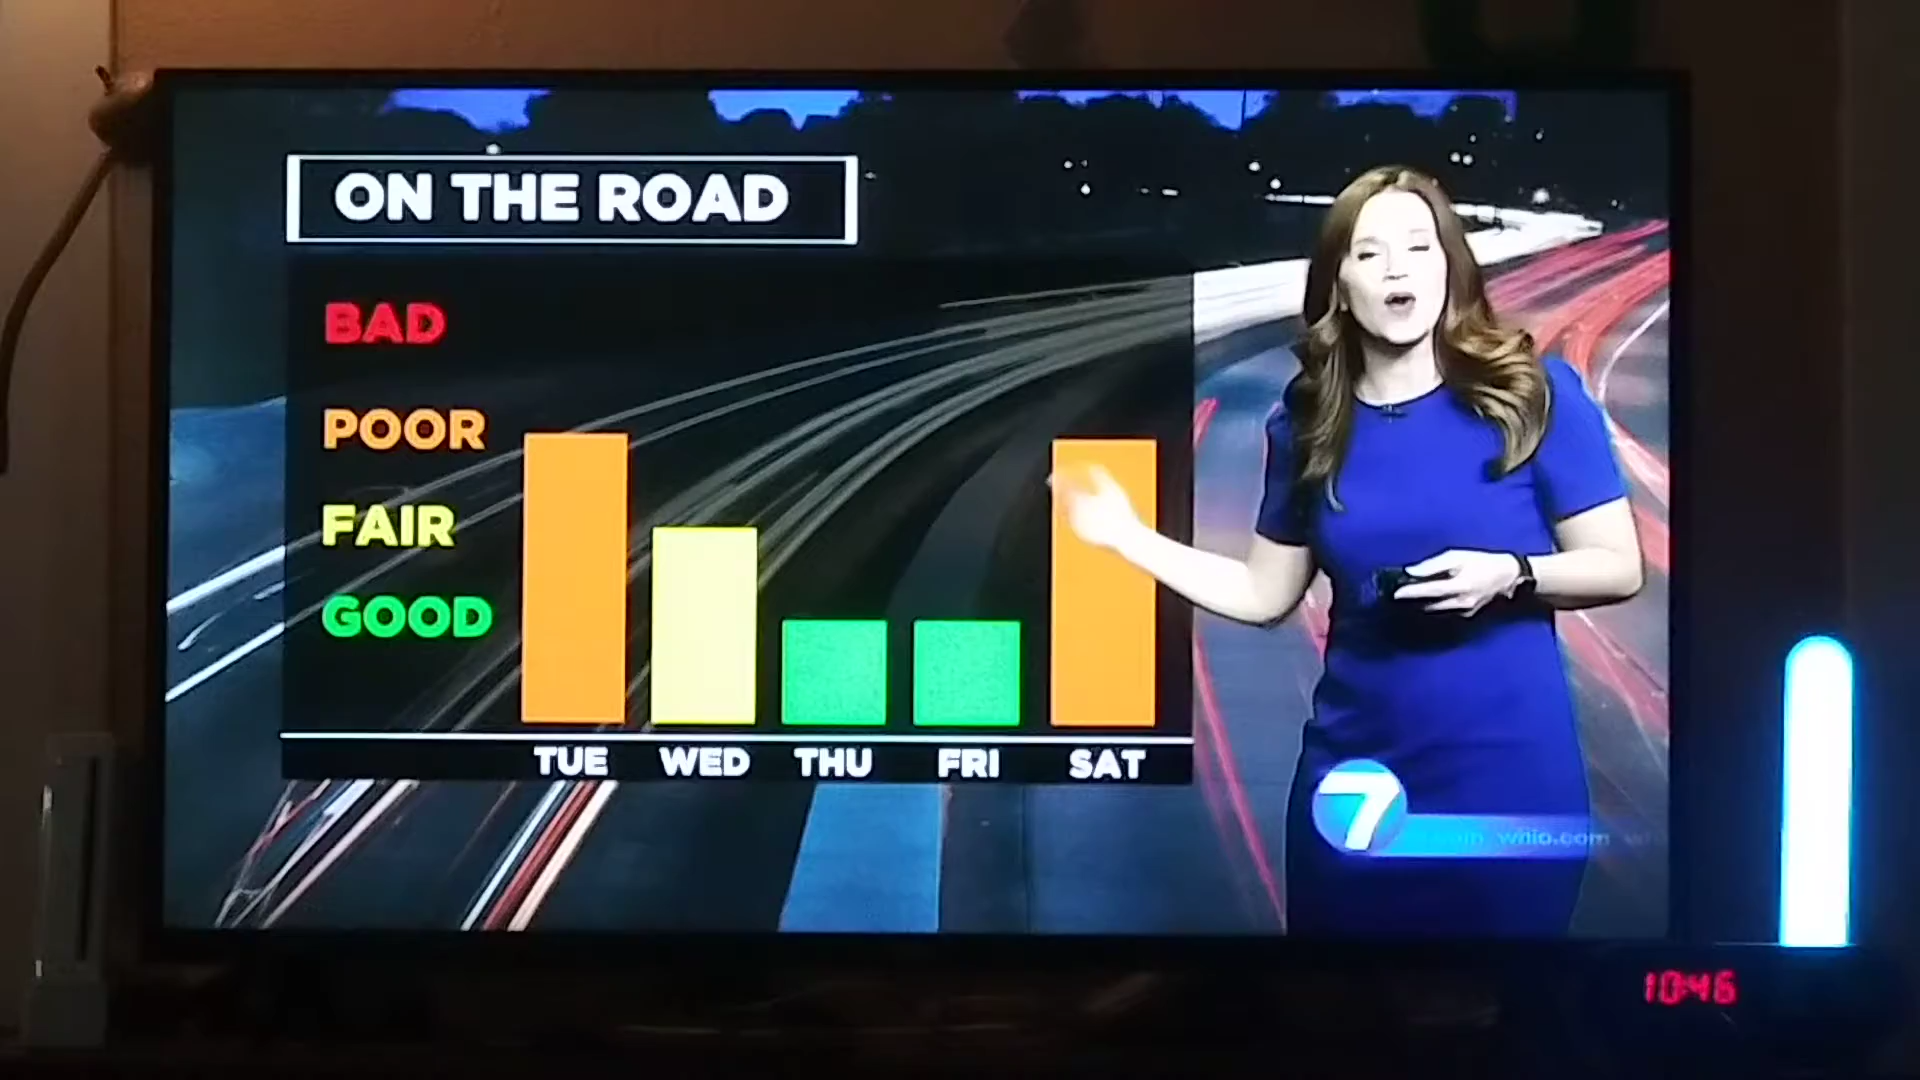 ON THE ROAD
BAD
POOR
FAIR
GOOD
TUE WED THU FRI SAT
7
whio.com
10:46